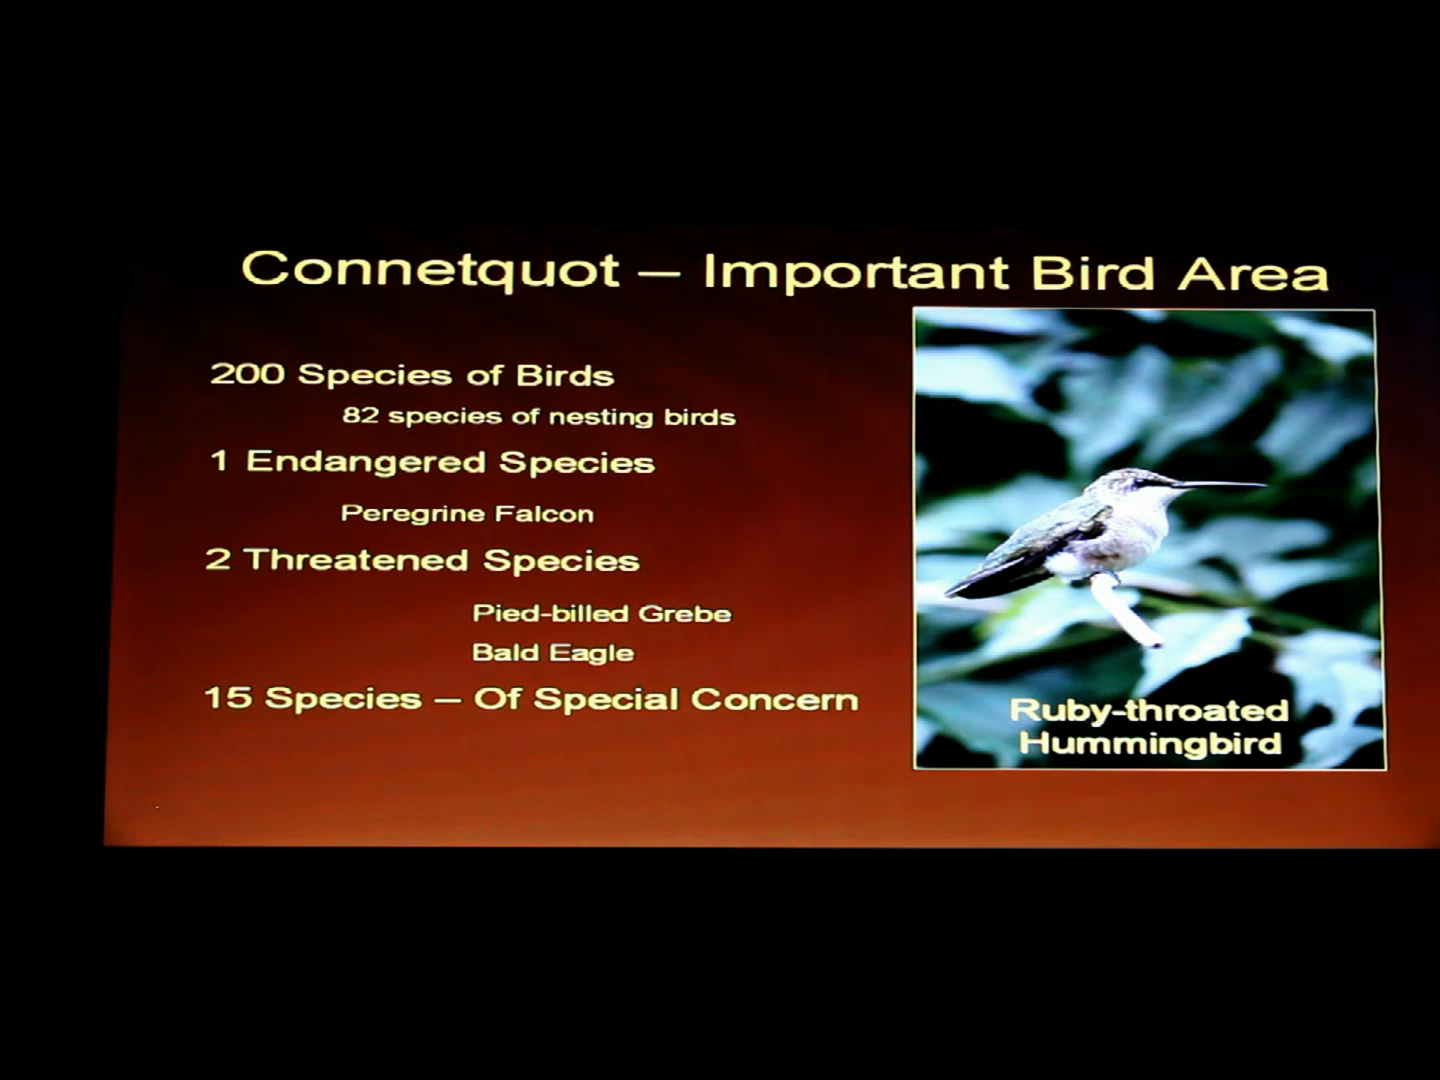 Connetquot – Important Bird Area
200 Species of Birds
82 species of nesting birds
1 Endangered Species
Peregrine Falcon
2 Threatened Species
Pied-billed Grebe
Bald Eagle
15 Species – Of Special Concern
Ruby-throated
Hummingbird